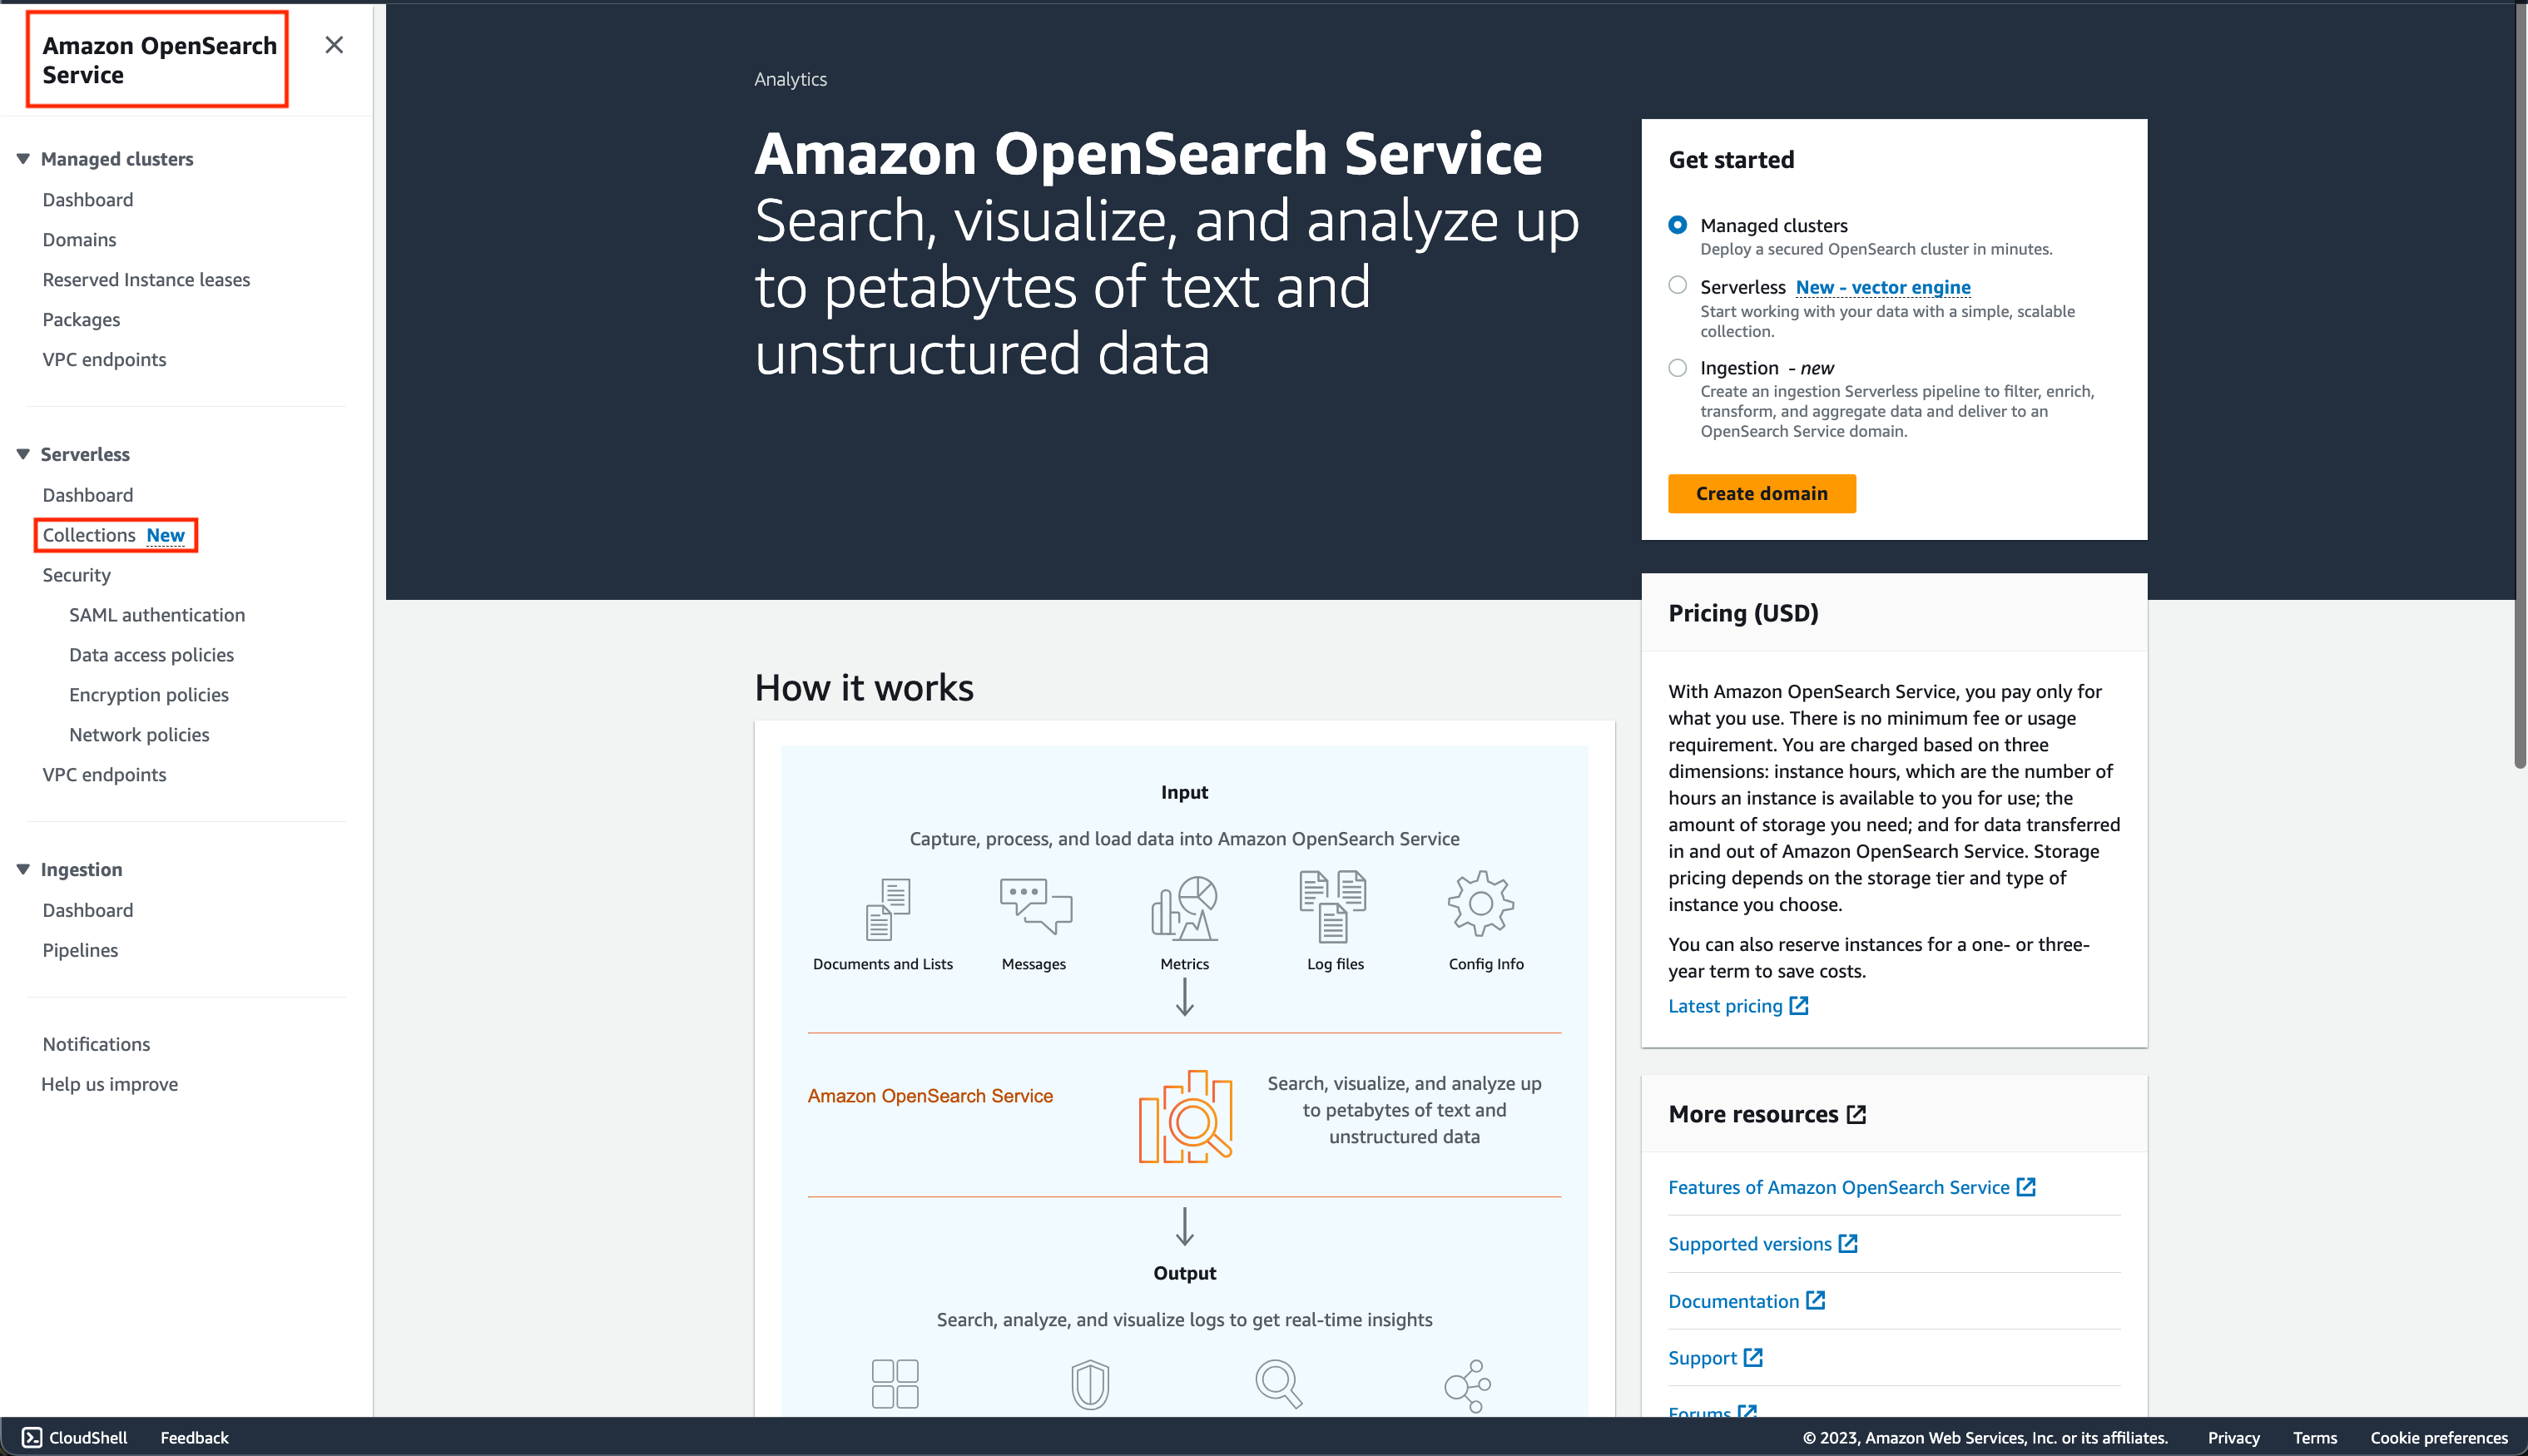 Amazon OpenSearch
Service
Managed clusters
Dashboard
Domains
Reserved Instance leases
Packages
VPC endpoints
Serverless
Dashboard
Collections New
Security
SAML authentication
Data access policies
Encryption policies
Network policies
VPC endpoints
Ingestion
Dashboard
Pipelines
Notifications
Help us improve
Analytics
Amazon OpenSearch Service
Search, visualize, and analyze up
to petabytes of text and
unstructured data
Get started
Managed clusters
Deploy a secured OpenSearch cluster in minutes.
Serverless New - vector engine
Start working with your data with a simple, scalable
collection.
Ingestion - new
Create an ingestion Serverless pipeline to filter, enrich,
transform, and aggregate data and deliver to an
OpenSearch Service domain.
Create domain
How it works
Input
Capture, process, and load data into Amazon OpenSearch Service
Documents and Lists
Messages
Metrics
Log files
Config Info
Amazon OpenSearch Service
Search, visualize, and analyze up
to petabytes of text and
unstructured data
Output
Search, analyze, and visualize logs to get real-time insights
Pricing (USD)
With Amazon OpenSearch Service, you pay only for
what you use. There is no minimum fee or usage
requirement. You are charged based on three
dimensions: instance hours, which are the number of
hours an instance is available to you for use; the
amount of storage you need; and for data transferred
in and out of Amazon OpenSearch Service. Storage
pricing depends on the storage tier and type of
instance you choose.
You can also reserve instances for a one- or three-
year term to save costs.
Latest pricing
More resources
Features of Amazon OpenSearch Service
Supported versions
Documentation
Support
Forums
CloudShell
Feedback
© 2023, Amazon Web Services, Inc. or its affiliates.
Privacy
Terms
Cookie preferences